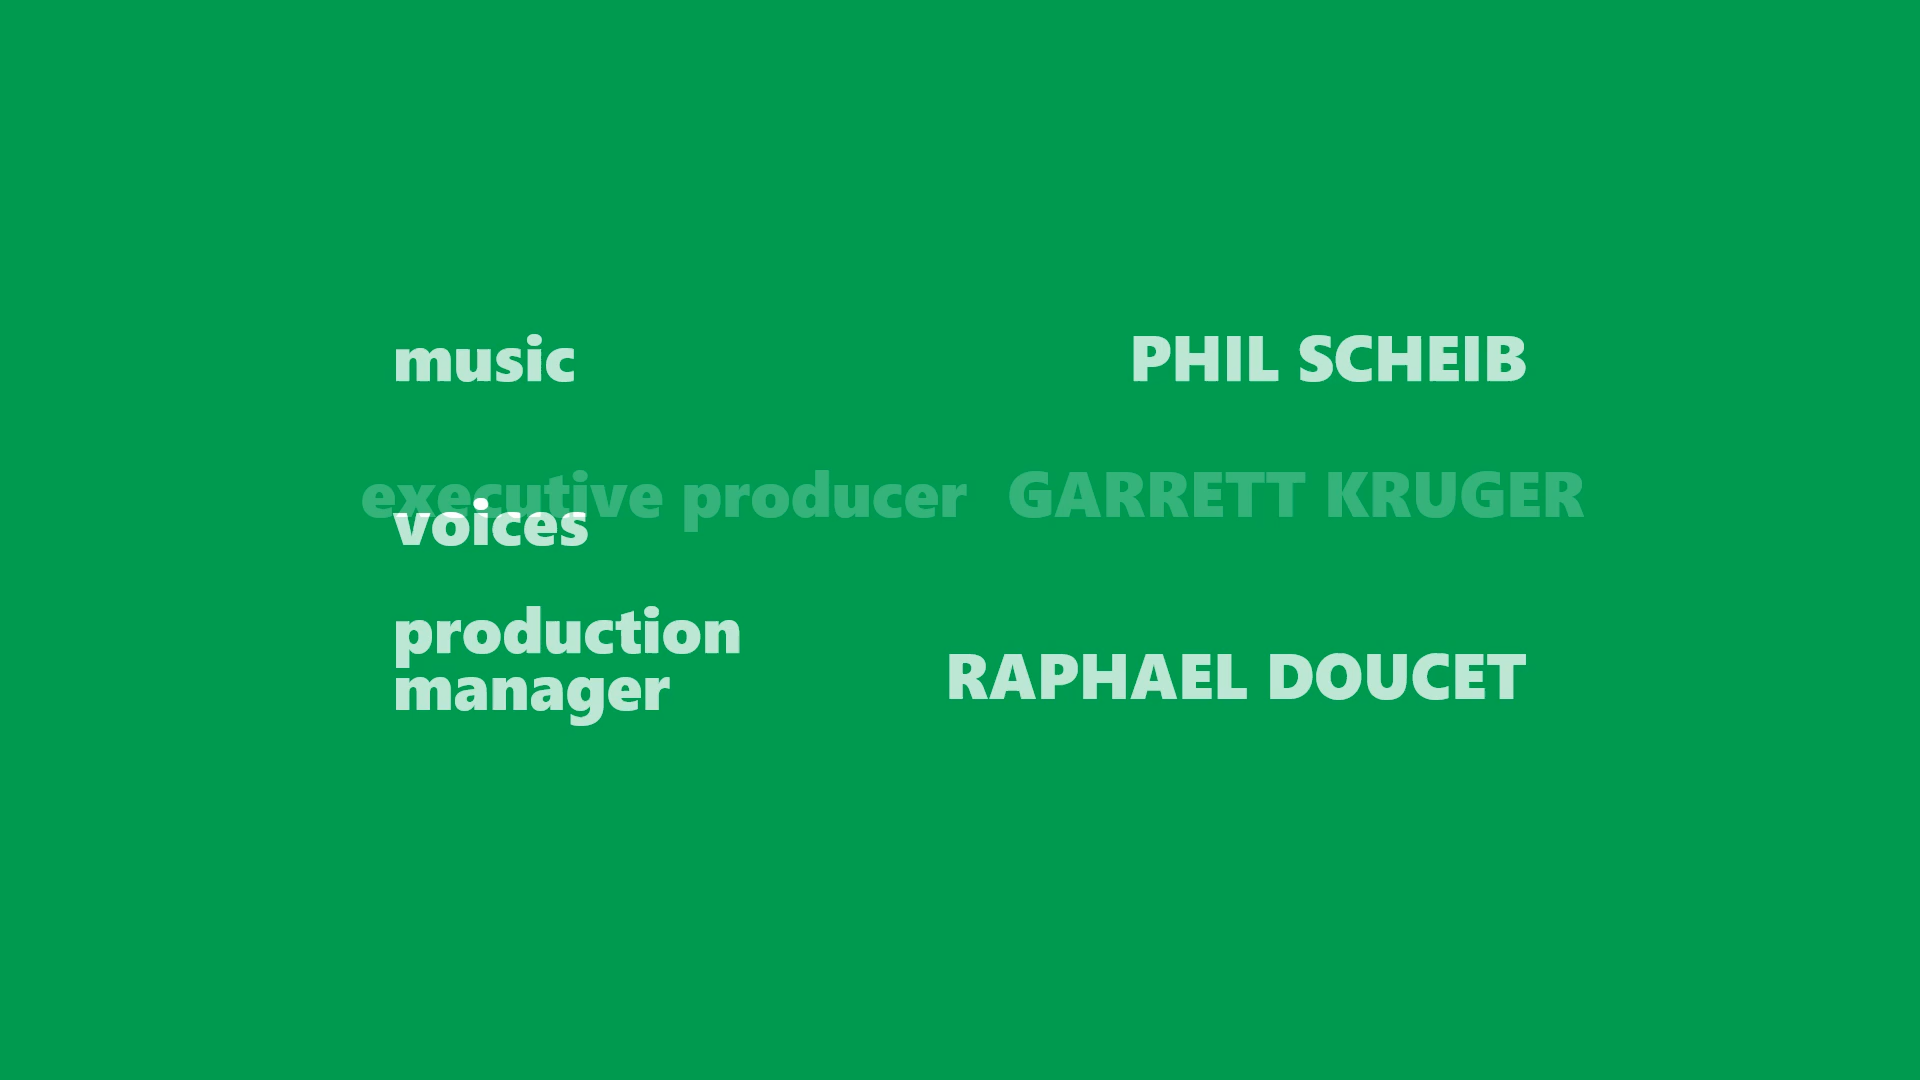 music PHIL SCHEIB
executive producer GARRETT KRUGER
voices
production
manager
RAPHAEL DOUCET